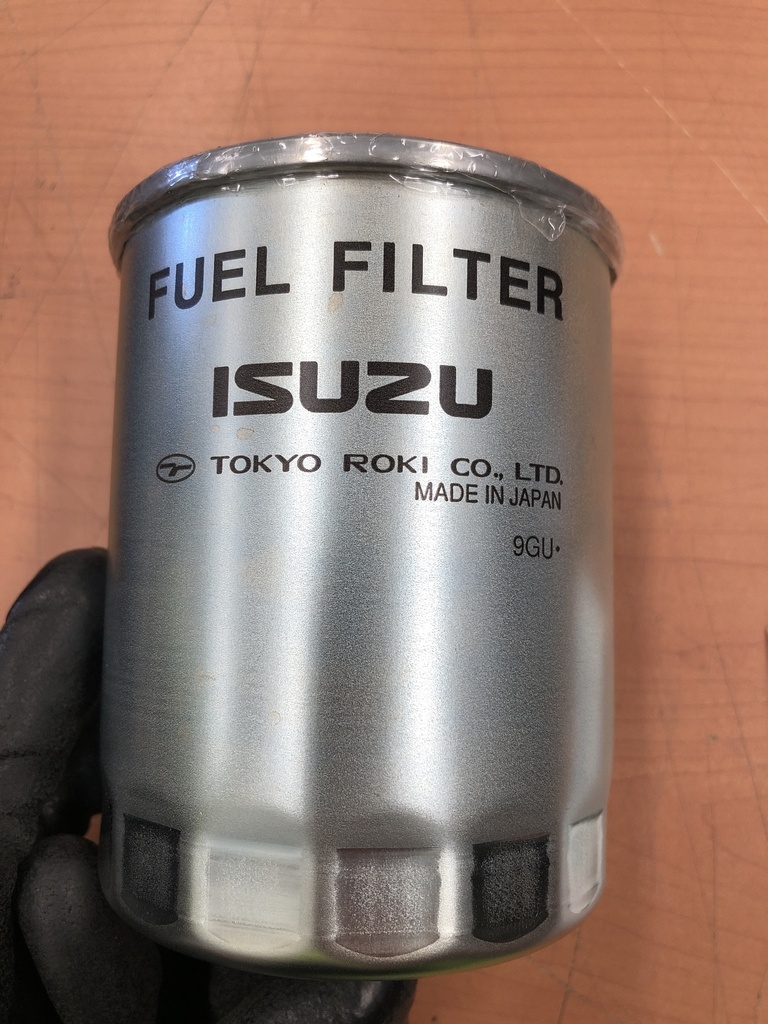 FUEL FILTER
ISUZU
TOKYO ROKI CO., LTD.
MADE IN JAPAN
9GU•